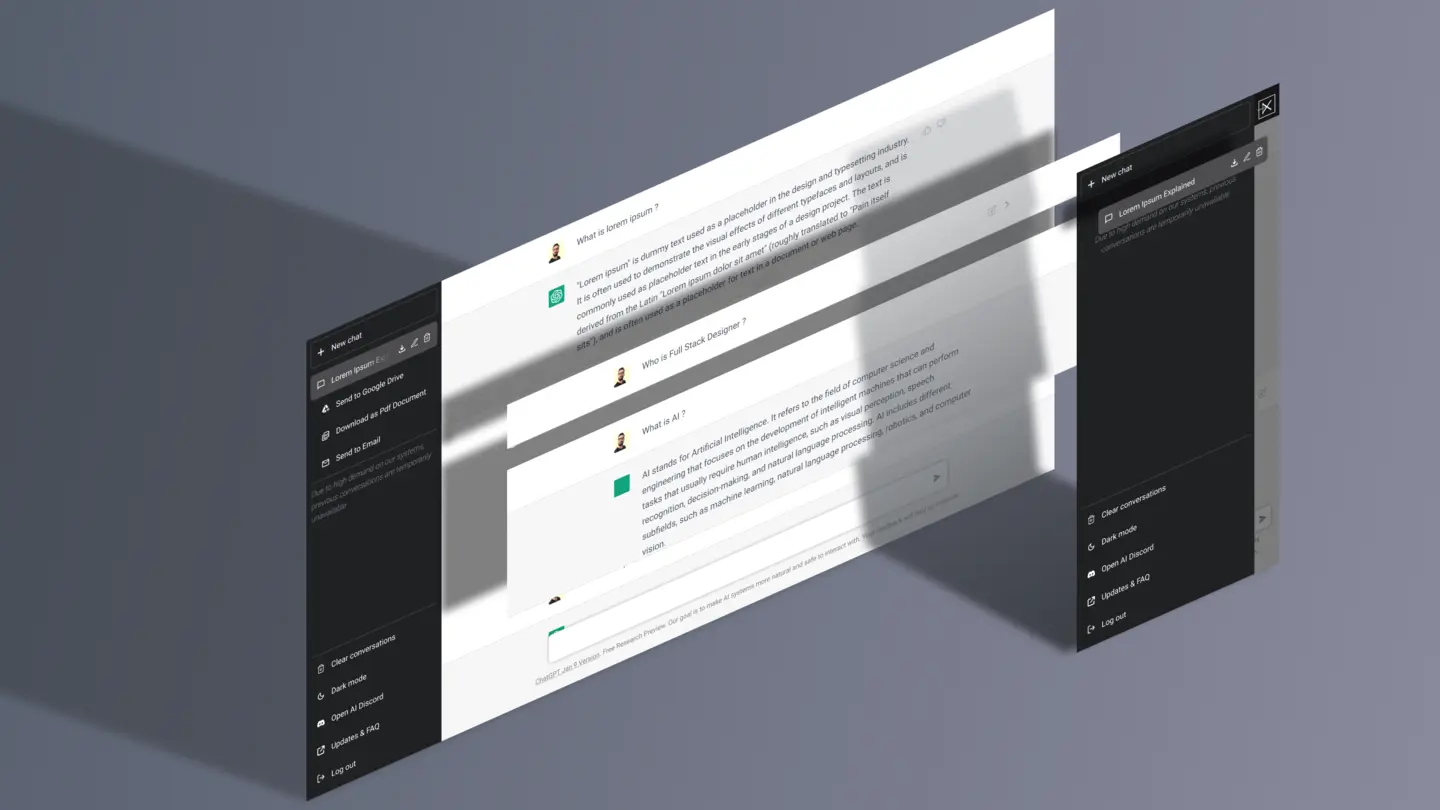 New chat
Lorem Ipsum Ex
Send to Google Drive
Download as Pdf Document
Send to Email
Due to high demand on our systems,
previous conversations are temporarily
unavailable
Clear conversations
Dark mode
Open AI Discord
Updates & FAQ
Log out
What is lorem ipsum ?
"Lorem ipsum" is dummy text used as a placeholder in the design and typesetting industry.
It is often used to demonstrate the visual effects of different typefaces and layouts, and is
commonly used as placeholder text in the early stages of a design project. The text is
derived from the Latin "Lorem ipsum dolor sit amet" (roughly translated to "Pain itself
sits"), and is often used as a placeholder for text in a document or web page.
Who is Full Stack Designer ?
What is AI ?
AI stands for Artificial Intelligence. It refers to the field of computer science and
engineering that focuses on the development of intelligent machines that can perform
tasks that usually require human intelligence, such as visual perception, speech
recognition, decision-making, and natural language processing. AI includes different
subfields, such as machine learning, natural language processing, robotics, and computer
vision.
ChatGPT Jan 9 Version. Free Research Preview. Our goal is to make AI systems more natural and safe to interact with. Your feedback will help us improve.
New chat
Lorem Ipsum Explained
Due to high demand on our systems, previous
conversations are temporarily unavailable
Clear conversations
Dark mode
Open AI Discord
Updates & FAQ
Log out